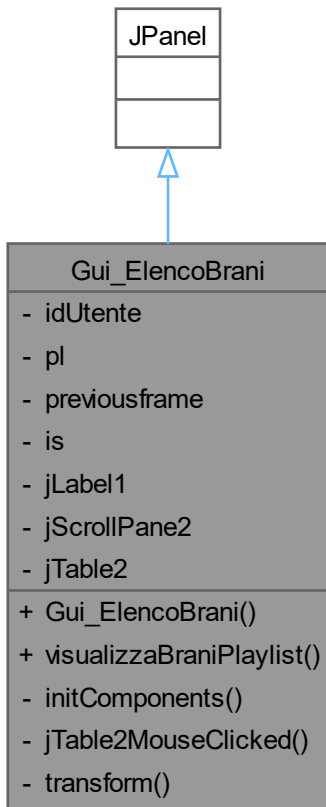 JPanel
Gui_ElencoBrani
- idUtente
- pl
- previousframe
- is
- jLabel1
- jScrollPane2
- jTable2
+ Gui_ElencoBrani()
+ visualizzaBraniPlaylist()
- initComponents()
- jTable2MouseClicked()
- transform()